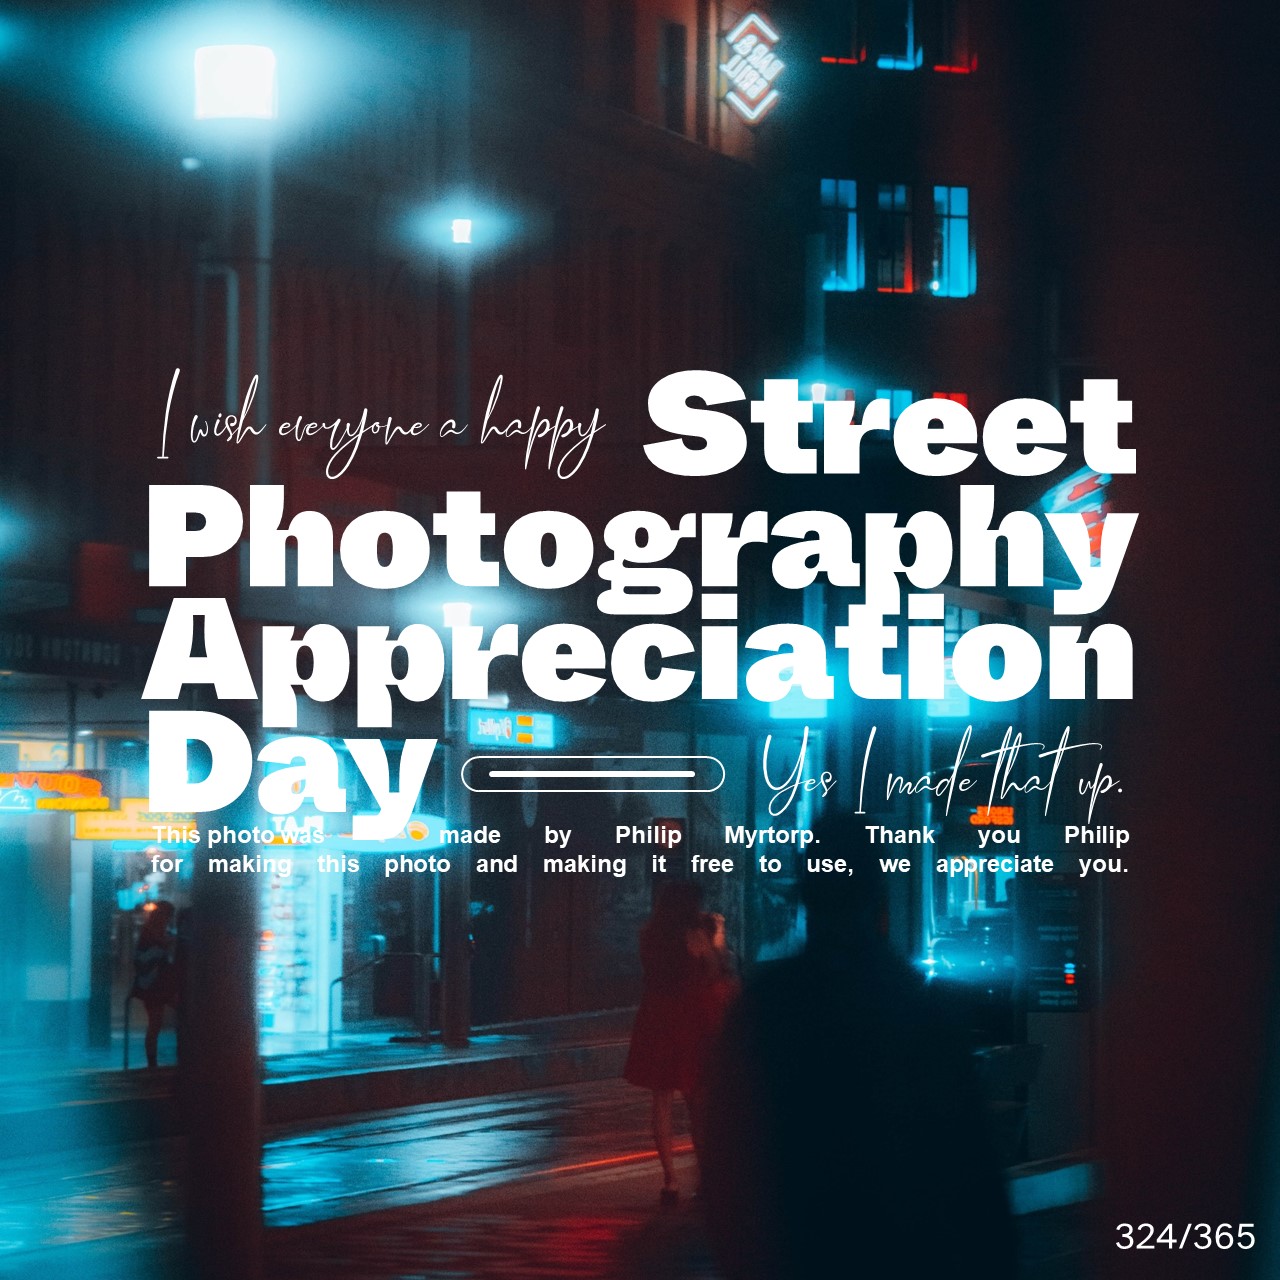 I wish everyone a happy Street
Photography
Appreciation
Day Yes I made that up.
This photo was made by Philip Myrtorp. Thank you Philip
for making this photo and making it free to use, we appreciate you.
324/365